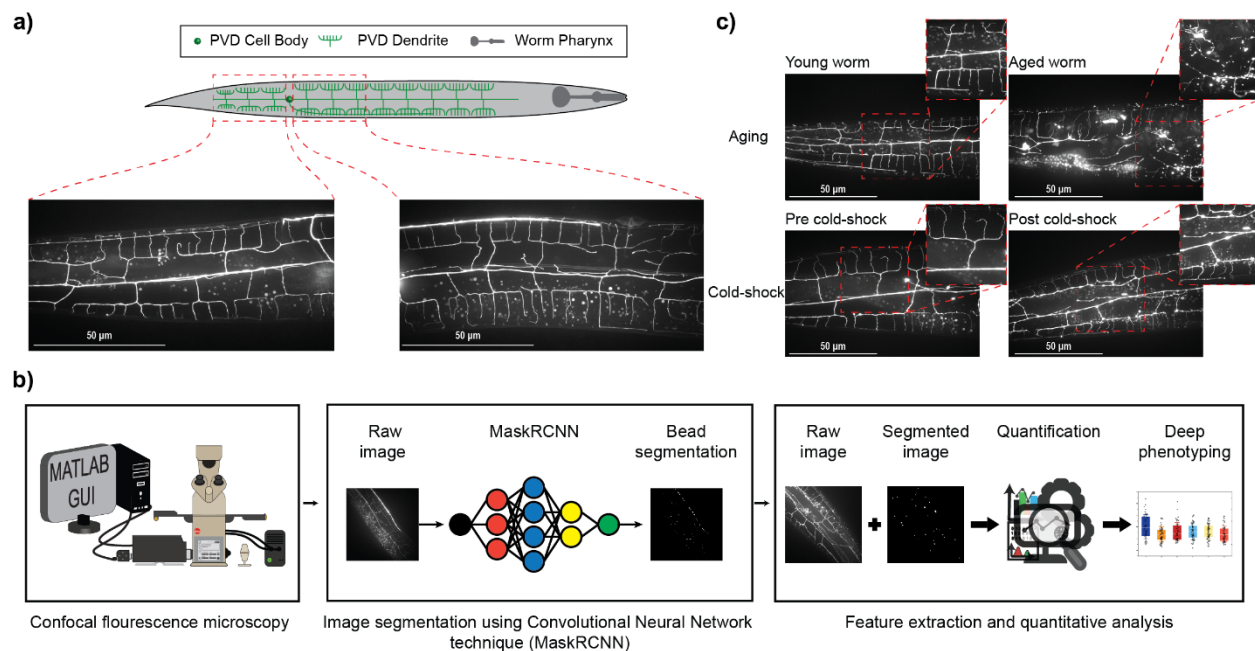 a)
PVD Cell Body
PVD Dendrite
Worm Pharynx
50 µm
50 µm
c)
Young worm
Aged worm
Aging
50 µm
50 µm
Pre cold-shock
Post cold-shock
Cold-shock
50 µm
50 µm
b)
MATLAB
GUI
Raw
image
MaskRCNN
Bead
segmentation
Raw
image
Segmented
image
Quantification
Deep
phenotyping
Confocal flourescence microscopy
Image segmentation using Convolutional Neural Network
technique (MaskRCNN)
Feature extraction and quantitative analysis